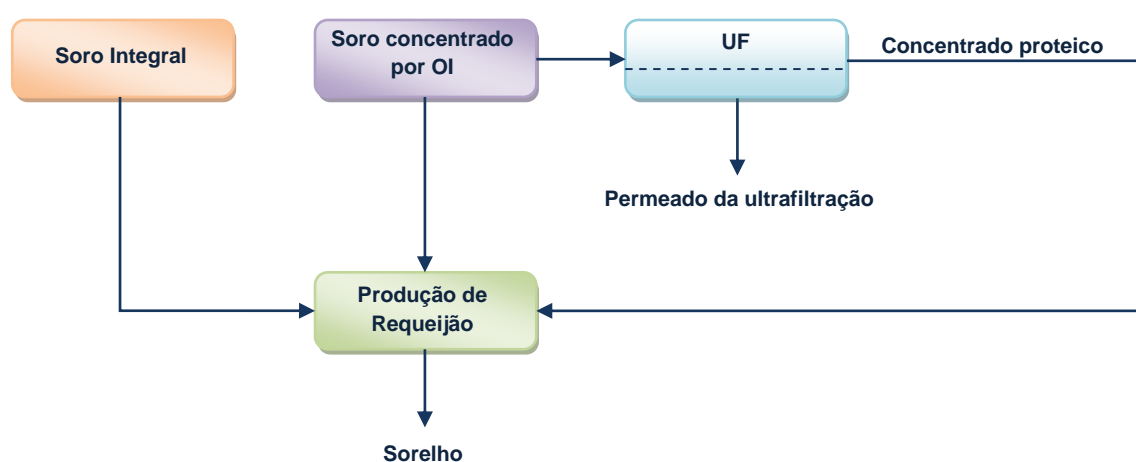 Soro Integral
Soro concentrado
por OI
UF
Concentrado proteico
Permeado da ultrafiltração
Produção de
Requeijão
Sorelho